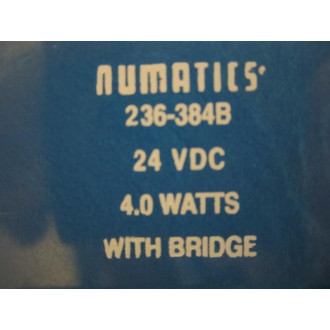 numatics
236-384B
24 VDC
4.0 WATTS
WITH BRIDGE